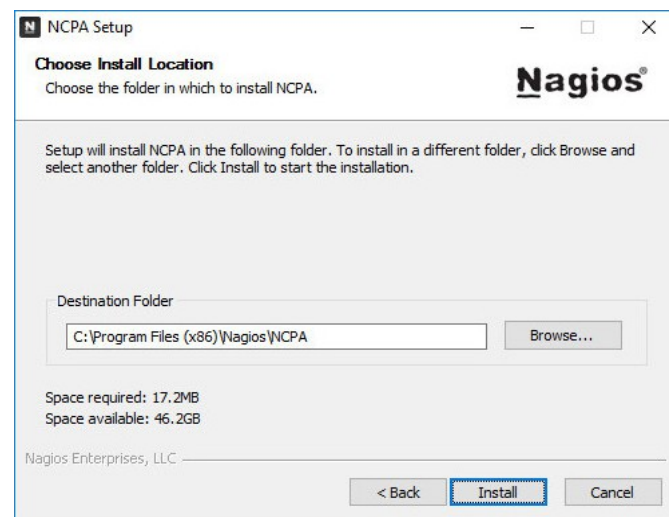 N NCPA Setup
Choose Install Location
Choose the folder in which to install NCPA.
Nagios®
Setup will install NCPA in the following folder. To install in a different folder, click Browse and
select another folder. Click Install to start the installation.
Destination Folder
C:\Program Files (x86)\Nagios\NCPA
Browse...
Space required: 17.2MB
Space available: 46.2GB
Nagios Enterprises, LLC
< Back
Install
Cancel